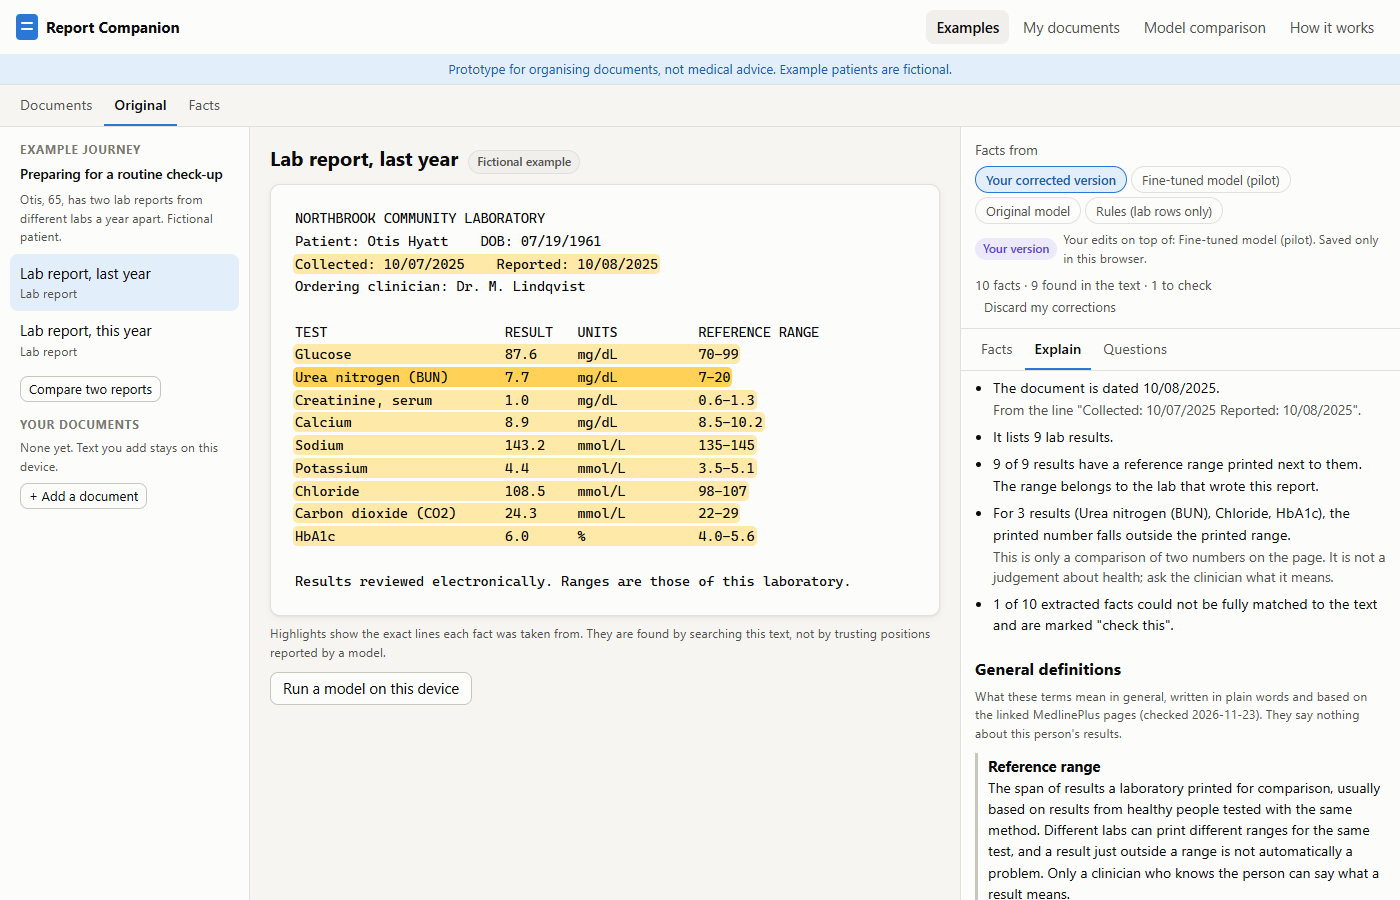 Report Companion
Examples
My documents
Model comparison
How it works
Prototype for organising documents, not medical advice. Example patients are fictional.
Documents
Original
Facts
EXAMPLE JOURNEY
Preparing for a routine check-up
Otis, 65, has two lab reports from
different labs a year apart. Fictional
patient.
Lab report, last year
Lab report
Lab report, this year
Lab report
Compare two reports
YOUR DOCUMENTS
None yet. Text you add stays on this
device.
+ Add a document
Lab report, last year
Fictional example
NORTHBROOK COMMUNITY LABORATORY
Patient: Otis Hyatt DOB: 07/19/1961
Collected: 10/07/2025 Reported: 10/08/2025
Ordering clinician: Dr. M. Lindqvist
TEST RESULT UNITS REFERENCE RANGE
Glucose 87.6 mg/dL 70–99
Urea nitrogen (BUN) 7.7 mg/dL 7–20
Creatinine, serum 1.0 mg/dL 0.6–1.3
Calcium 8.9 mg/dL 8.5–10.2
Sodium 143.2 mmol/L 135–145
Potassium 4.4 mmol/L 3.5–5.1
Chloride 108.5 mmol/L 98–107
Carbon dioxide (CO2) 24.3 mmol/L 22–29
HbA1c 6.0 % 4.0–5.6
Results reviewed electronically. Ranges are those of this laboratory.
Highlights show the exact lines each fact was taken from. They are found by searching this text, not by trusting positions
reported by a model.
Run a model on this device
Facts from
Your corrected version
Fine-tuned model (pilot)
Original model
Rules (lab rows only)
Your version
Your edits on top of: Fine-tuned model (pilot). Saved only
in this browser.
10 facts · 9 found in the text · 1 to check
Discard my corrections
Facts
Explain
Questions
• The document is dated 10/08/2025.
From the line "Collected: 10/07/2025 Reported: 10/08/2025".
• It lists 9 lab results.
• 9 of 9 results have a reference range printed next to them.
The range belongs to the lab that wrote this report.
• For 3 results (Urea nitrogen (BUN), Chloride, HbA1c), the
printed number falls outside the printed range.
This is only a comparison of two numbers on the page. It is not a
judgement about health; ask the clinician what it means.
• 1 of 10 extracted facts could not be fully matched to the text
and are marked "check this".
General definitions
What these terms mean in general, written in plain words and based on
the linked MedlinePlus pages (checked 2026-11-23). They say nothing
about this person's results.
Reference range
The span of results a laboratory printed for comparison, usually
based on results from healthy people tested with the same
method. Different labs can print different ranges for the same
test, and a result just outside a range is not automatically a
problem. Only a clinician who knows the person can say what a
result means.